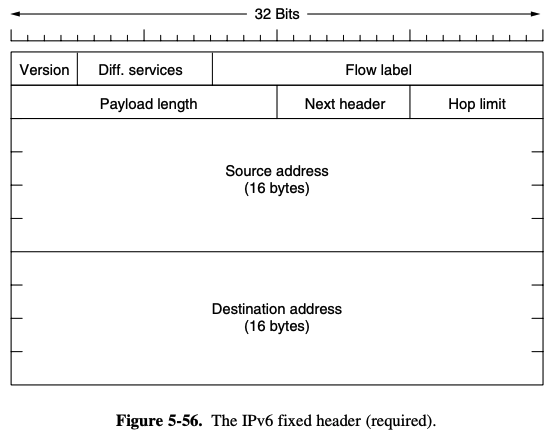 32 Bits
Version Diff. services Flow label
Payload length Next header Hop limit
Source address
(16 bytes)
Destination address
(16 bytes)
Figure 5-56. The IPv6 fixed header (required).